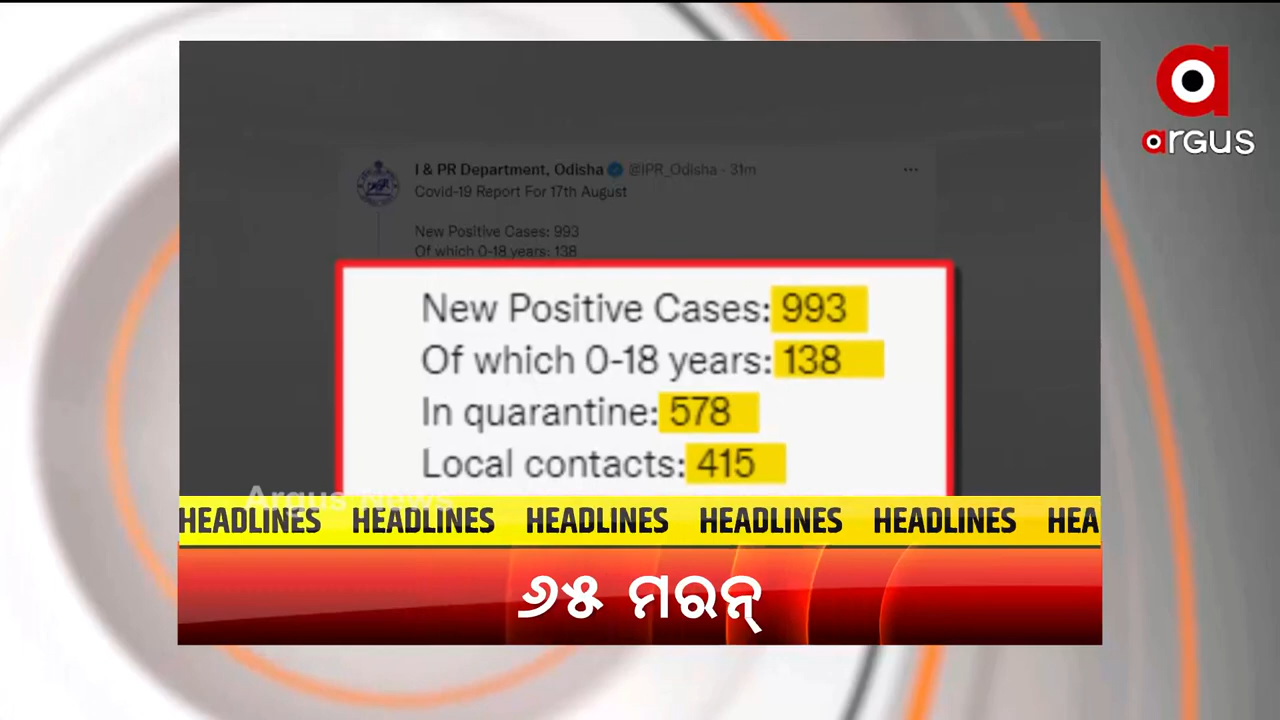 argus
I & PR Department, Odisha @IPR_Odisha - 31m
Covid-19 Report For 17th August
New Positive Cases: 993
Of which 0-18 years: 138
New Positive Cases: 993
Of which 0-18 years: 138
In quarantine: 578
Local contacts: 415
Argus News
HEADLINES HEADLINES HEADLINES HEADLINES HEADLINES HEA
୬୫ ମରନ୍